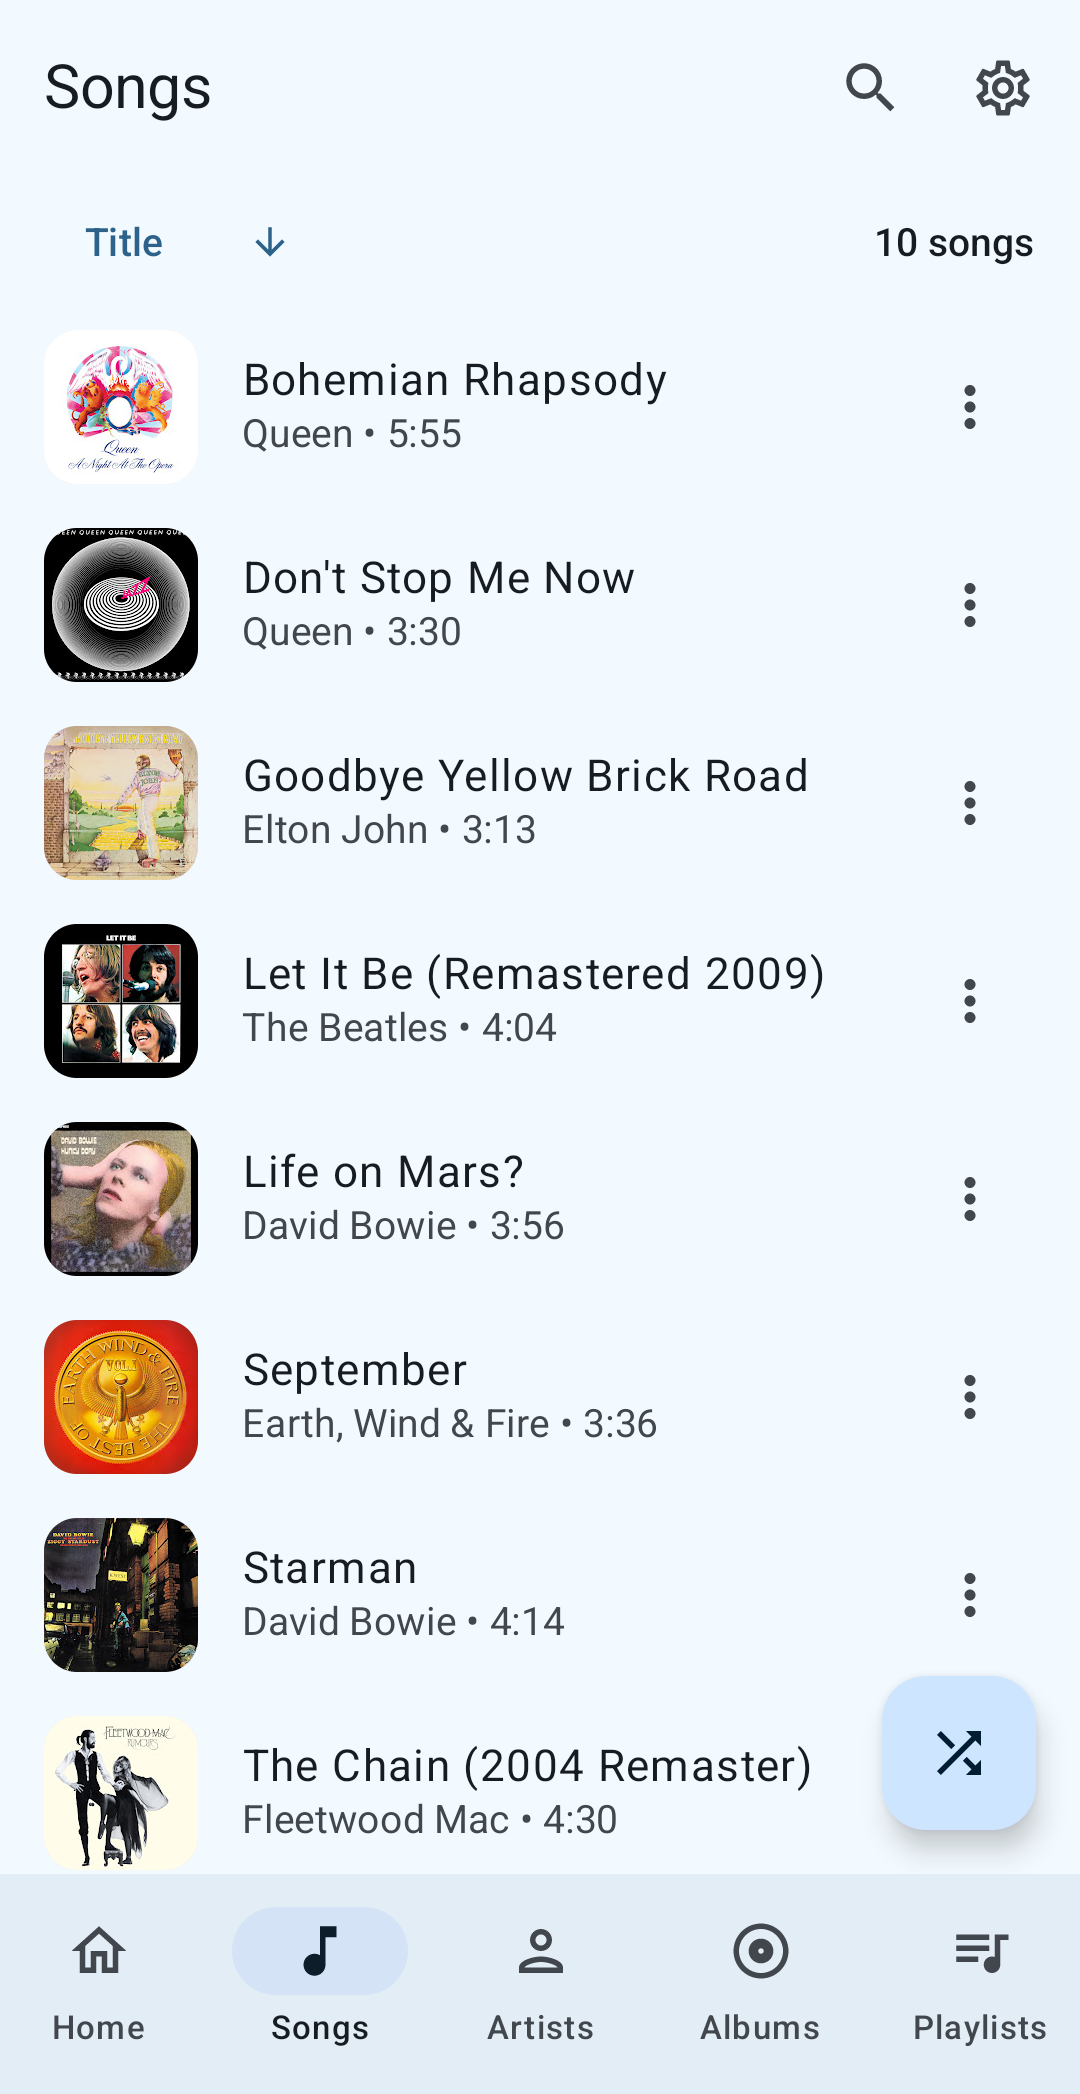 Songs
Title
10 songs
Queen
A Night At The Opera
Bohemian Rhapsody
Queen • 5:55
QUEEN QUEEN QUEEN
Don't Stop Me Now
Queen • 3:30
Goodbye Yellow Brick Road
Elton John • 3:13
LET IT BE
Let It Be (Remastered 2009)
The Beatles • 4:04
DAVID BOWIE
HUNKY DORY
Life on Mars?
David Bowie • 3:56
EARTH WIND & FIRE
VOL.1
THE BEST OF
September
Earth, Wind & Fire • 3:36
DAVID BOWIE
ZIGGY STARDUST
Starman
David Bowie • 4:14
FLEETWOOD MAC
RUMOURS
The Chain (2004 Remaster)
Fleetwood Mac • 4:30
Home
Songs
Artists
Albums
Playlists